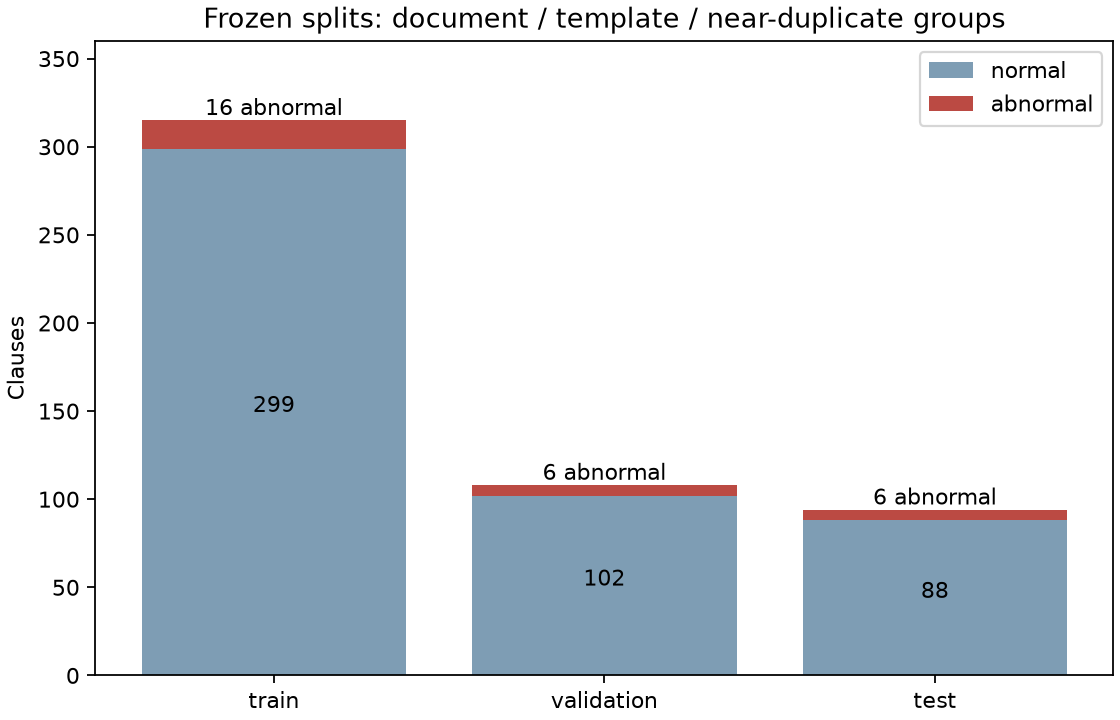 Frozen splits: document / template / near-duplicate groups
normal
abnormal
350
300
250
200
150
100
50
0
Clauses
16 abnormal
299
6 abnormal
102
6 abnormal
88
train
validation
test